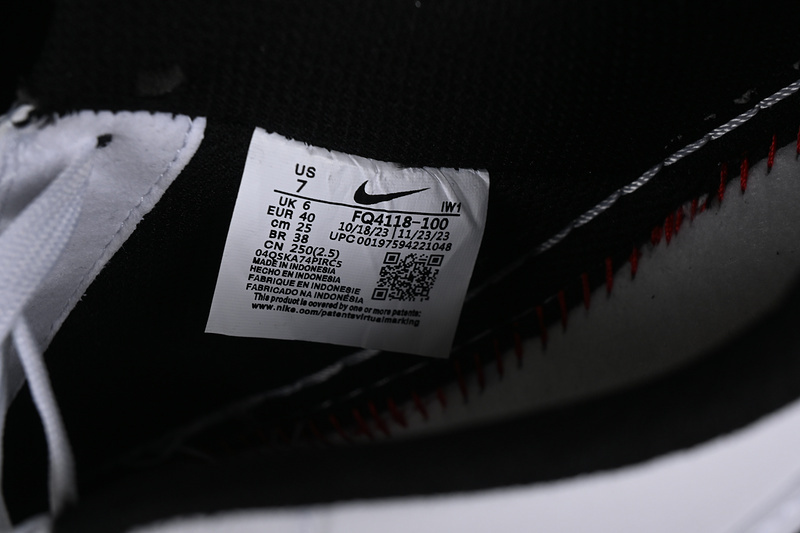 US
7
UK 6
EUR 40
cm 25
BR 38
CN 250(2.5)
IW1
FQ4118-100
10/18/23 | 11/23/23
UPC 00197594221048
04QSKA74PIRC5
MADE IN INDONESIA
HECHO EN INDONESIA
FABRIQUE EN INDONESIE
FABRICADO NA INDONÉSIA
This product is covered by one or more patents:
www.nike.com/patentsvirtualmarking